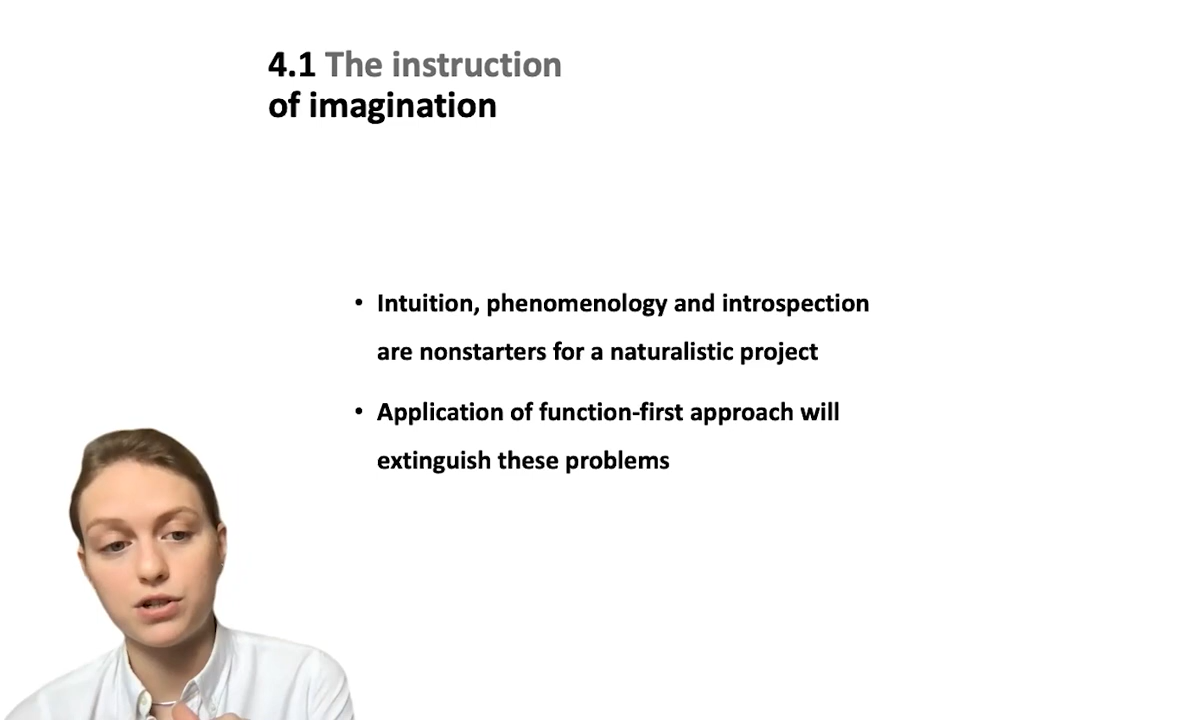 4.1 The instruction
of imagination
• Intuition, phenomenology and introspection
are nonstarters for a naturalistic project
• Application of function-first approach will
extinguish these problems